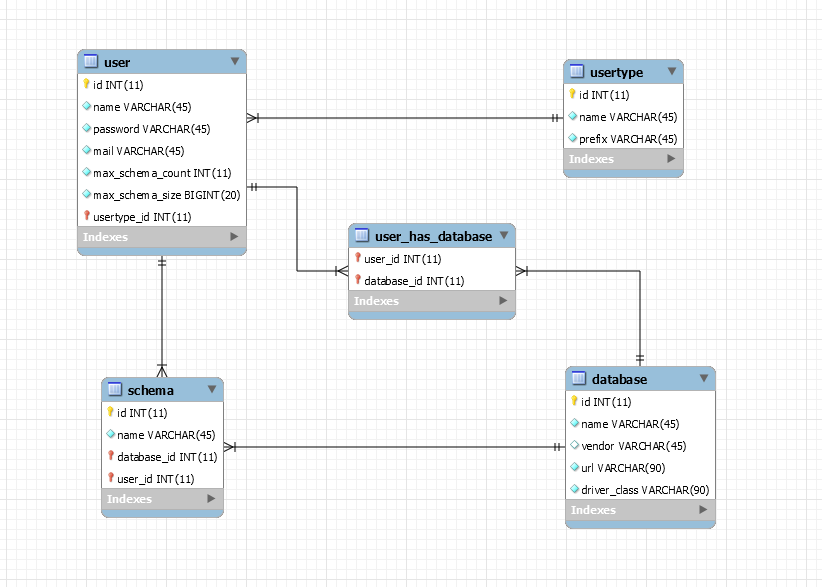 user
id INT(11)
name VARCHAR(45)
password VARCHAR(45)
mail VARCHAR(45)
max_schema_count INT(11)
max_schema_size BIGINT(20)
usertype_id INT(11)
Indexes
usertype
id INT(11)
name VARCHAR(45)
prefix VARCHAR(45)
Indexes
user_has_database
user_id INT(11)
database_id INT(11)
Indexes
schema
id INT(11)
name VARCHAR(45)
database_id INT(11)
user_id INT(11)
Indexes
database
id INT(11)
name VARCHAR(45)
vendor VARCHAR(45)
url VARCHAR(90)
driver_class VARCHAR(90)
Indexes